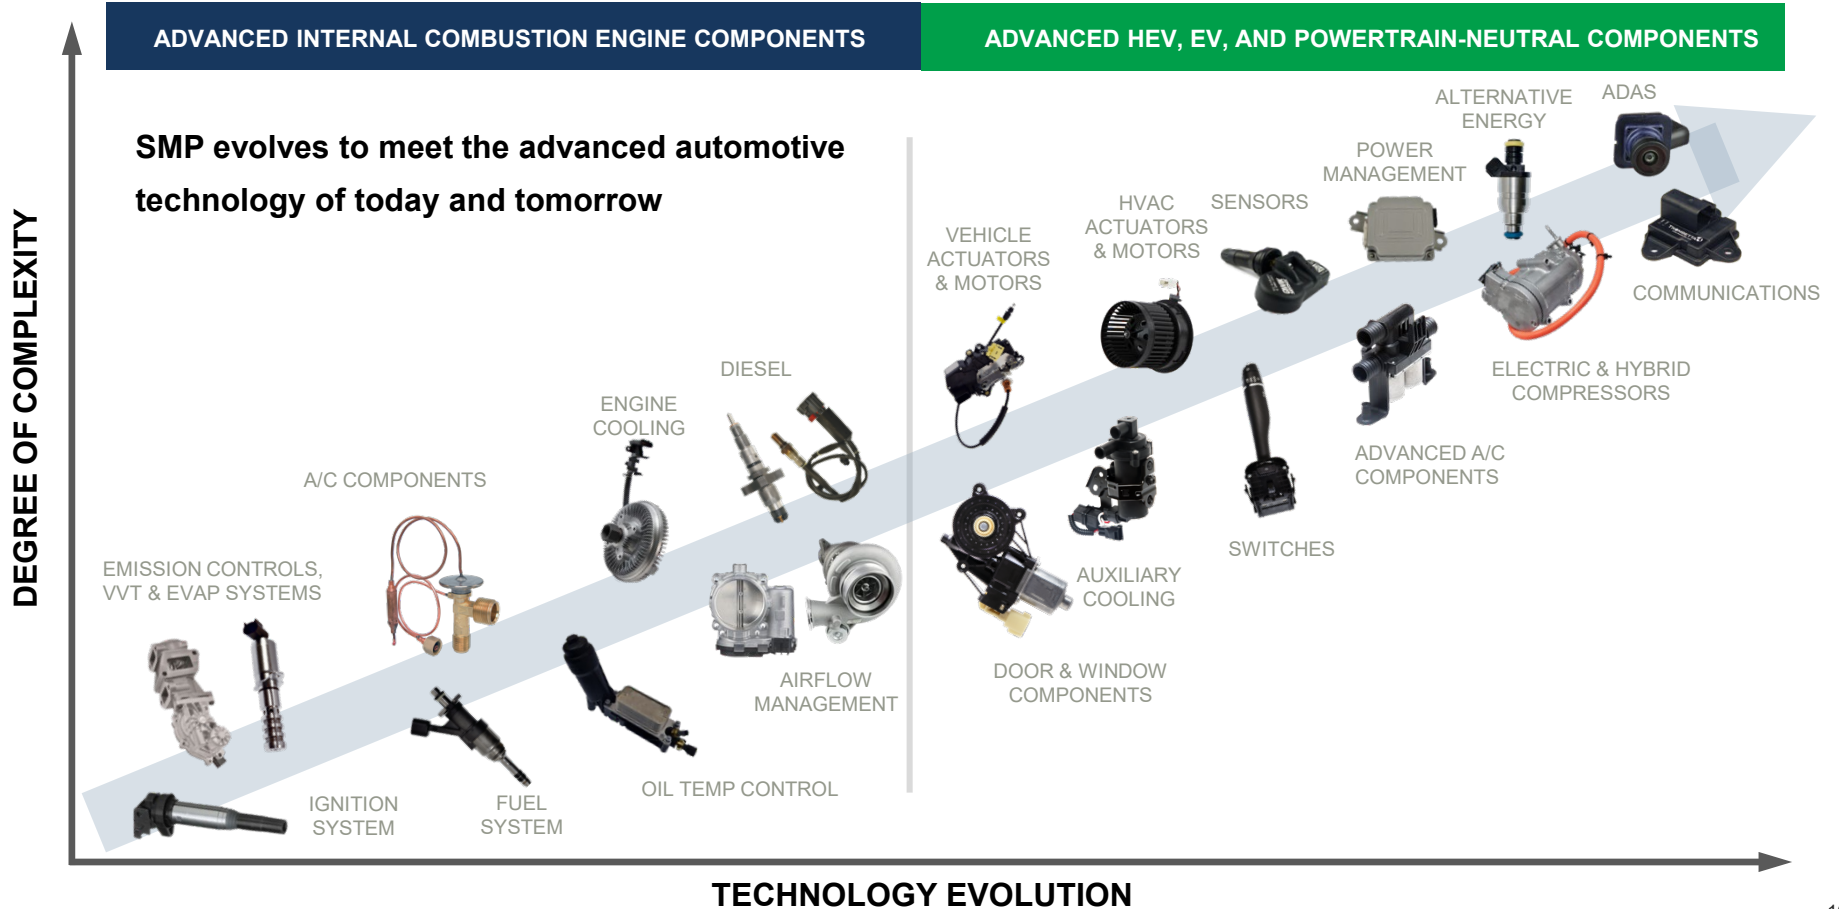 ADVANCED INTERNAL COMBUSTION ENGINE COMPONENTS
ADVANCED HEV, EV, AND POWERTRAIN-NEUTRAL COMPONENTS
SMP evolves to meet the advanced automotive
technology of today and tomorrow
DEGREE OF COMPLEXITY
EMISSION CONTROLS,
VVT & EVAP SYSTEMS
IGNITION
SYSTEM
A/C COMPONENTS
FUEL
SYSTEM
ENGINE
COOLING
OIL TEMP CONTROL
DIESEL
AIRFLOW
MANAGEMENT
VEHICLE
ACTUATORS
& MOTORS
DOOR & WINDOW
COMPONENTS
HVAC
ACTUATORS
& MOTORS
AUXILIARY
COOLING
SENSORS
SWITCHES
POWER
MANAGEMENT
ADVANCED A/C
COMPONENTS
ALTERNATIVE
ENERGY
ELECTRIC & HYBRID
COMPRESSORS
ADAS
COMMUNICATIONS
TECHNOLOGY EVOLUTION